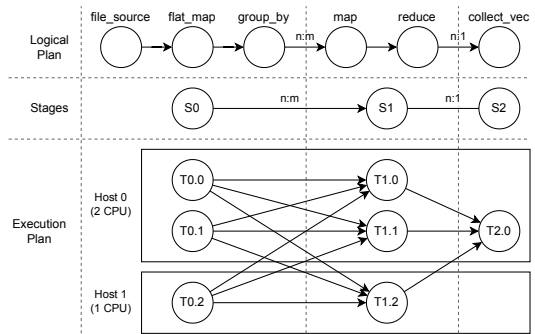 file_source flat_map group_by map reduce collect_vec
Logical
Plan
n:m n:1
Stages
S0 n:m S1 n:1 S2
Execution
Plan
Host 0
(2 CPU)
T0.0 T1.0
T0.1 T1.1 T2.0
Host 1
(1 CPU)
T0.2 T1.2